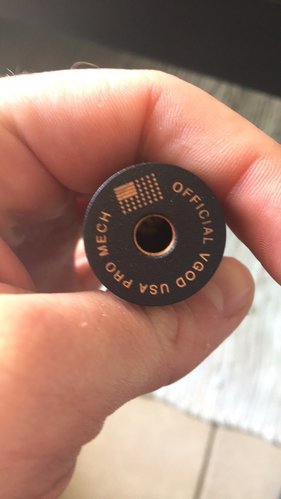 OFFICIAL VGOD USA PRO MECH